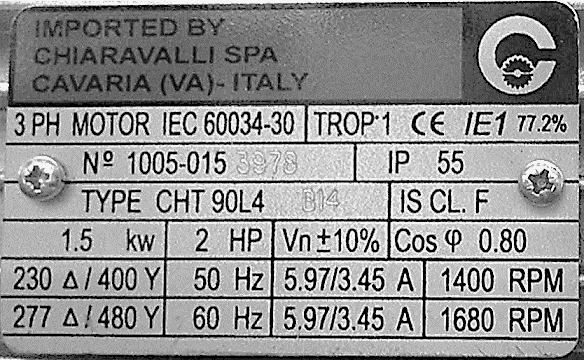 IMPORTED BY
CHIARAVALLI SPA
CAVARIA (VA)- ITALY
3 PH MOTOR IEC 60034-30 TROP·1 CE IE1 77.2%
Nº 1005-015 3978 IP 55
TYPE CHT 90L4 B14 IS CL. F
1.5 kw 2 HP Vn±10% Cos φ 0.80
230 Δ/400 Y 50 Hz 5.97/3.45 A 1400 RPM
277 Δ/480 Y 60 Hz 5.97/3.45 A 1680 RPM